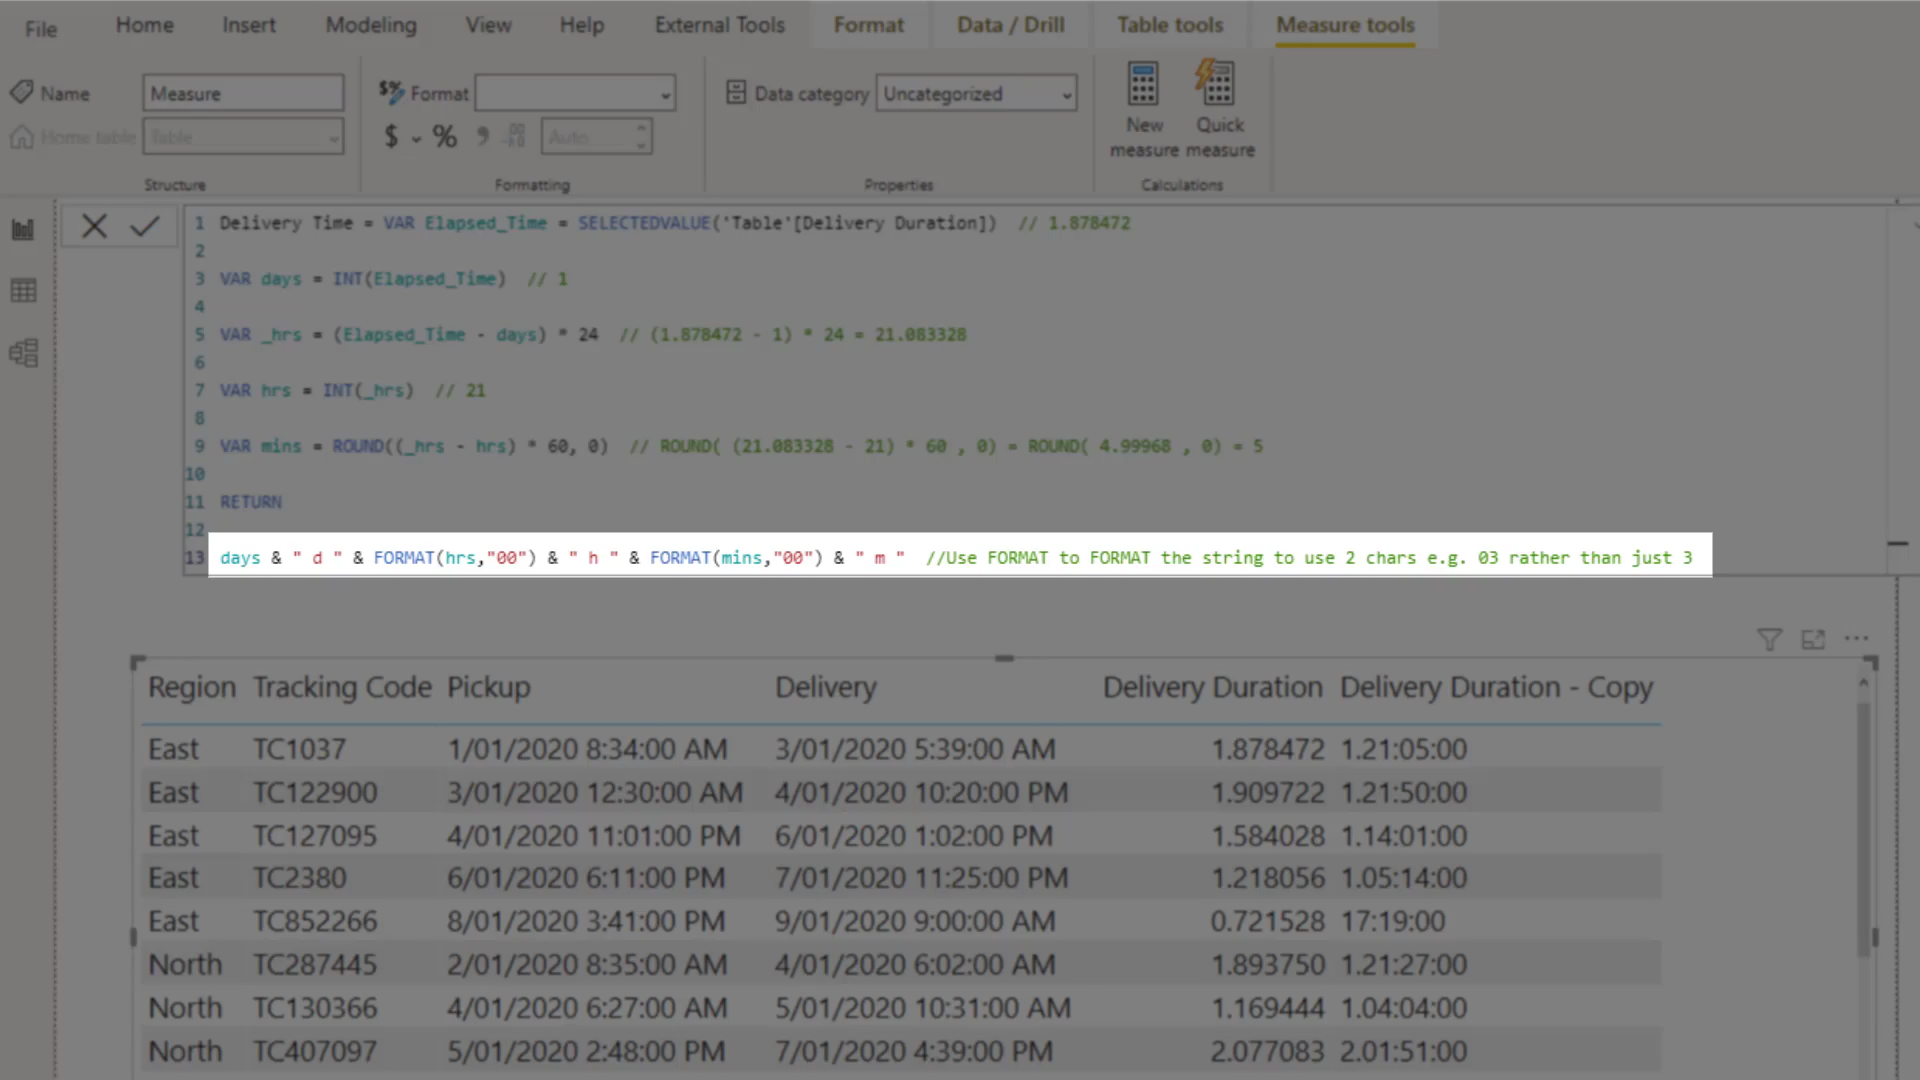 File Home Insert Modeling View Help External Tools Format Data / Drill Table tools Measure tools
Name Measure
Home table Table
Structure
$% Format
$ % 9 .00 Auto
Formatting
Data category Uncategorized
Properties
New measure
Quick measure
Calculations
1 Delivery Time = VAR Elapsed_Time = SELECTEDVALUE('Table'[Delivery Duration]) // 1.878472
2
3 VAR days = INT(Elapsed_Time) // 1
4
5 VAR _hrs = (Elapsed_Time - days) * 24 // (1.878472 - 1) * 24 = 21.083328
6
7 VAR hrs = INT(_hrs) // 21
8
9 VAR mins = ROUND((_hrs - hrs) * 60, 0) // ROUND( (21.083328 - 21) * 60 , 0) = ROUND( 4.99968 , 0) = 5
10
11 RETURN
12
13 days & " d " & FORMAT(hrs,"00") & " h " & FORMAT(mins,"00") & " m " //Use FORMAT to FORMAT the string to use 2 chars e.g. 03 rather than just 3
Region Tracking Code Pickup Delivery Delivery Duration Delivery Duration - Copy
East TC1037 1/01/2020 8:34:00 AM 3/01/2020 5:39:00 AM 1.878472 1.21:05:00
East TC122900 3/01/2020 12:30:00 AM 4/01/2020 10:20:00 PM 1.909722 1.21:50:00
East TC127095 4/01/2020 11:01:00 PM 6/01/2020 1:02:00 PM 1.584028 1.14:01:00
East TC2380 6/01/2020 6:11:00 PM 7/01/2020 11:25:00 PM 1.218056 1.05:14:00
East TC852266 8/01/2020 3:41:00 PM 9/01/2020 9:00:00 AM 0.721528 17:19:00
North TC287445 2/01/2020 8:35:00 AM 4/01/2020 6:02:00 AM 1.893750 1.21:27:00
North TC130366 4/01/2020 6:27:00 AM 5/01/2020 10:31:00 AM 1.169444 1.04:04:00
North TC407097 5/01/2020 2:48:00 PM 7/01/2020 4:39:00 PM 2.077083 2.01:51:00